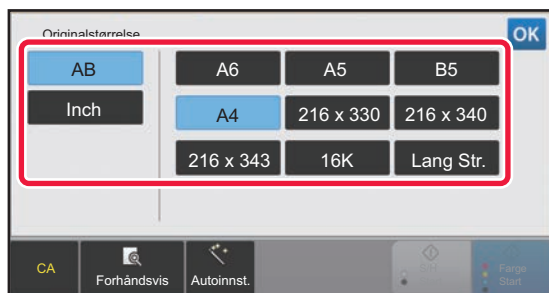 Originalstørrelse
OK
AB
A6
A5
B5
Inch
A4
216 x 330
216 x 340
216 x 343
16K
Lang Str.
CA
Forhåndsvis
Autoinnst.
Farge
Start